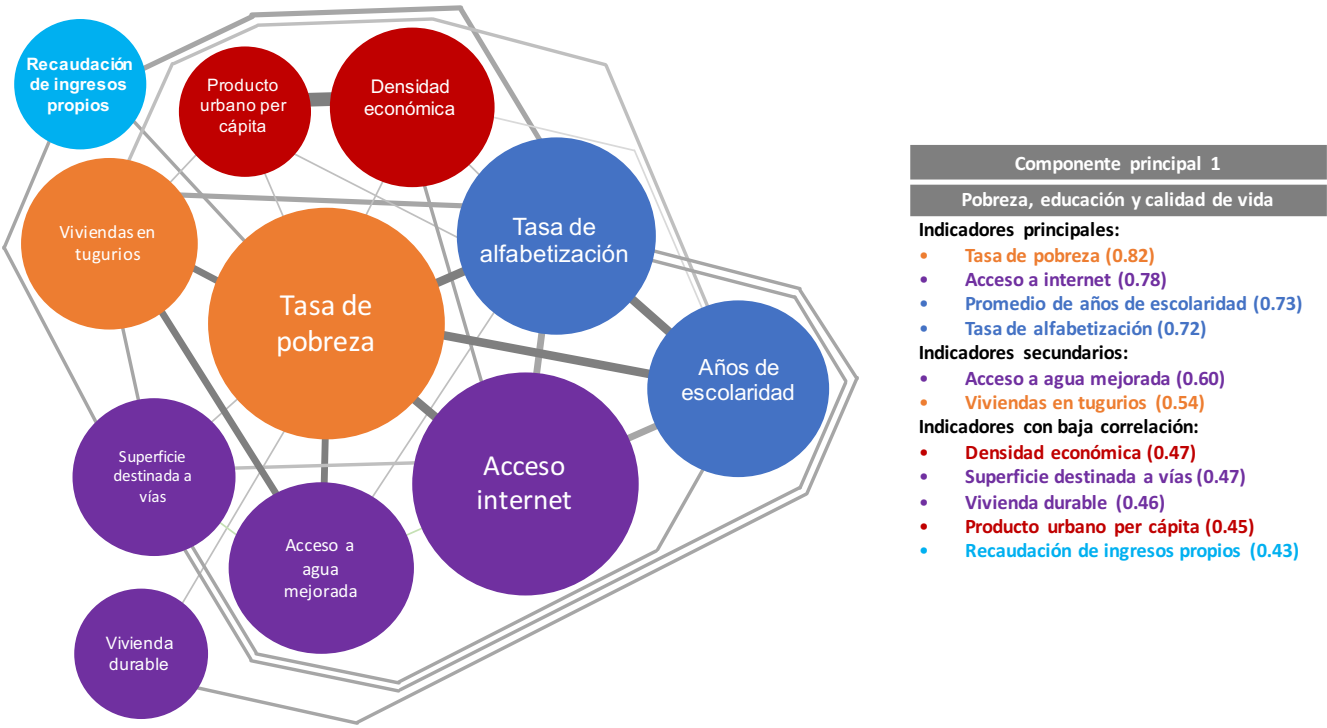 Recaudación
de ingresos
propios
Producto
urbano per
cápita
Densidad
económica
Viviendas en
tugurios
Tasa de
alfabetización
Tasa de
pobreza
Años de
escolaridad
Superficie
destinada a
vías
Acceso
internet
Acceso a
agua
mejorada
Vivienda
durable
Componente principal 1
Pobreza, educación y calidad de vida
Indicadores principales:
• Tasa de pobreza (0.82)
• Acceso a internet (0.78)
• Promedio de años de escolaridad (0.73)
• Tasa de alfabetización (0.72)
Indicadores secundarios:
• Acceso a agua mejorada (0.60)
• Viviendas en tugurios (0.54)
Indicadores con baja correlación:
• Densidad económica (0.47)
• Superficie destinada a vías (0.47)
• Vivienda durable (0.46)
• Producto urbano per cápita (0.45)
• Recaudación de ingresos propios (0.43)